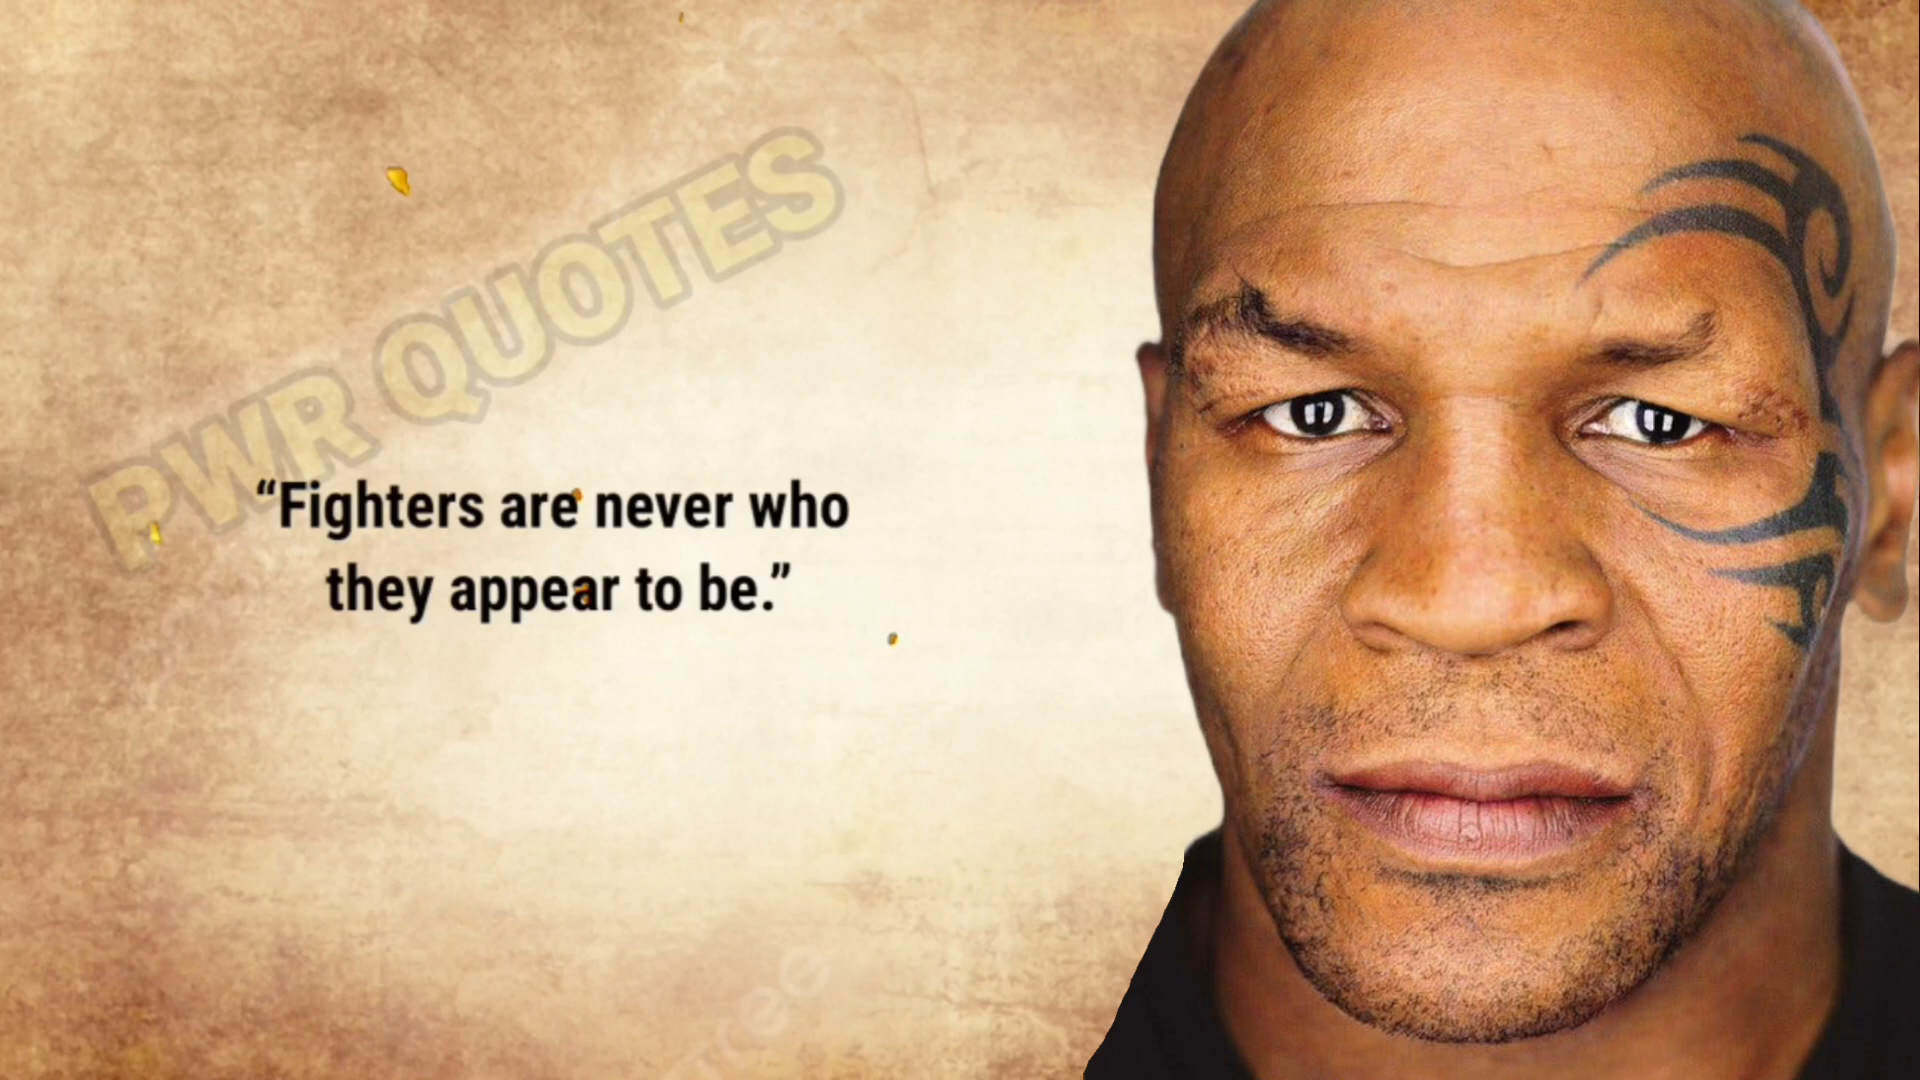 PWR QUOTES
“Fighters are never who
they appear to be.”